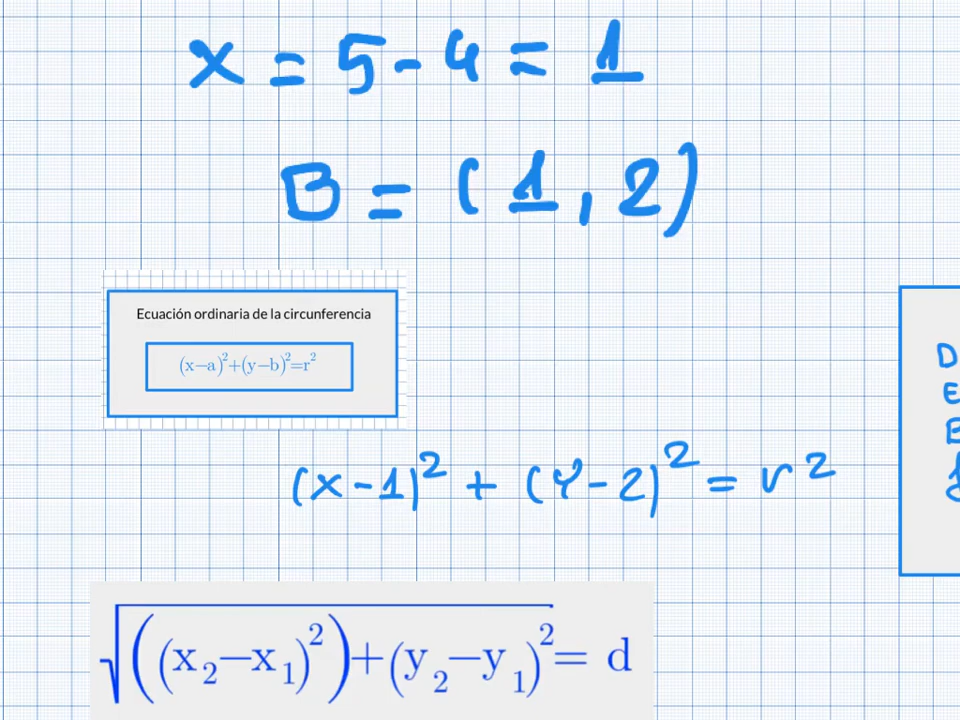 x = 5 - 4 = 1
B = ( 1 , 2 )
Ecuación ordinaria de la circunferencia
(x−a)²+(y−b)²=r²
(x - 1)² + (y - 2)² = r²
D
E
B
√((x₂−x₁)²)+(y₂−y₁)² = d